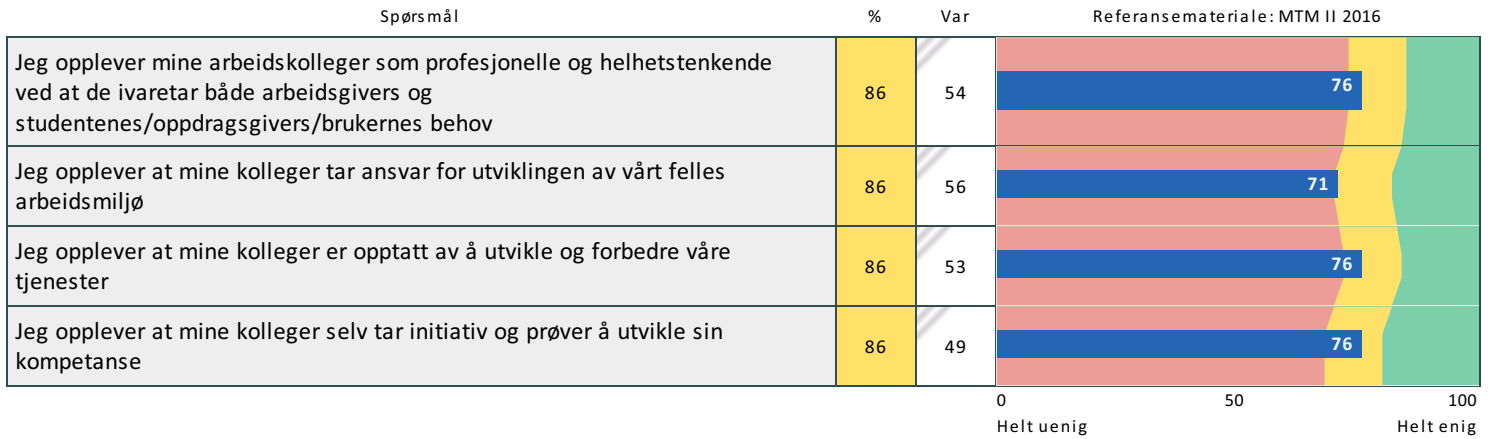 Spørsmål % Var Referansemateriale: MTM II 2016
Jeg opplever mine arbeidskolleger som profesjonelle og helhetstenkende
ved at de ivaretar både arbeidsgivers og
studentenes/oppdragsgivers/brukernes behov
86 54 76
Jeg opplever at mine kolleger tar ansvar for utviklingen av vårt felles
arbeidsmiljø
86 56 71
Jeg opplever at mine kolleger er opptatt av å utvikle og forbedre våre
tjenester
86 53 76
Jeg opplever at mine kolleger selv tar initiativ og prøver å utvikle sin
kompetanse
86 49 76
0 50 100
Helt uenig Helt enig